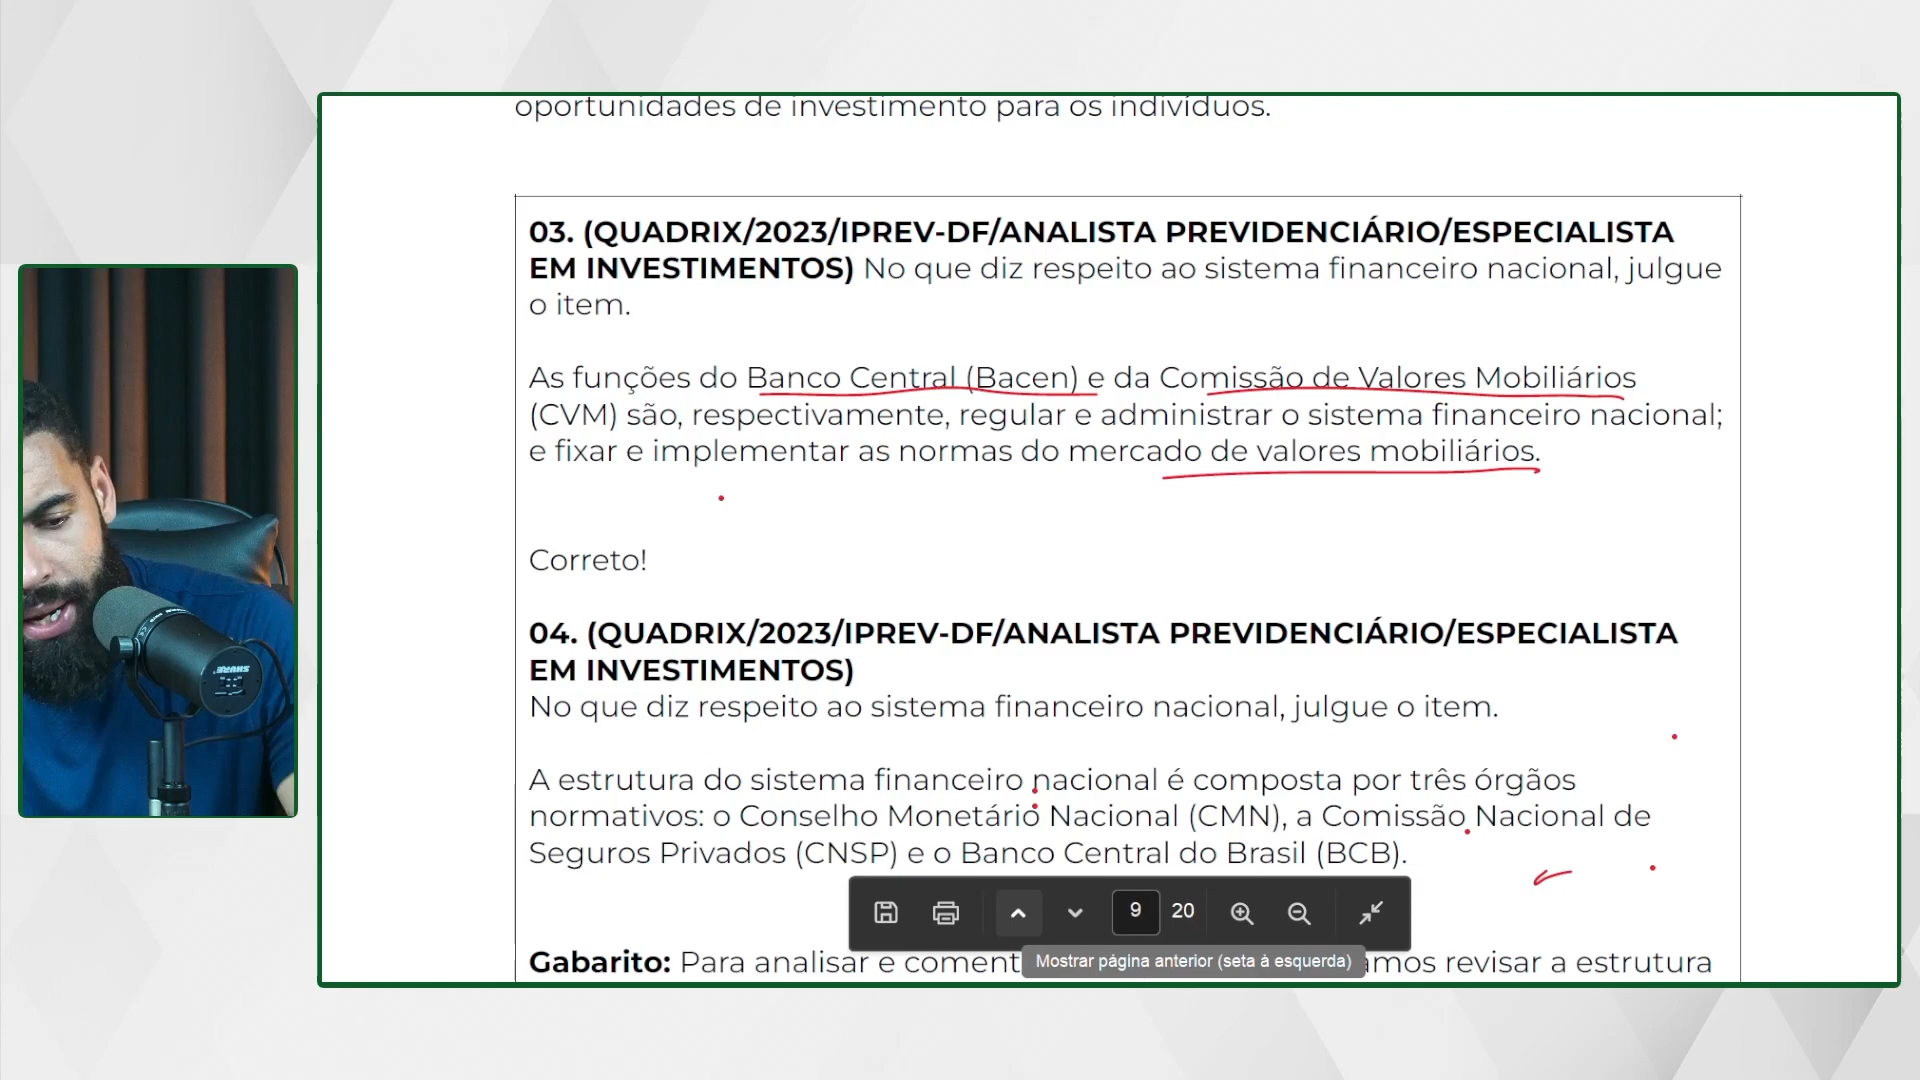 oportunidades de investimento para os indivíduos.
03. (QUADRIX/2023/IPREV-DF/ANALISTA PREVIDENCIÁRIO/ESPECIALISTA
EM INVESTIMENTOS) No que diz respeito ao sistema financeiro nacional, julgue
o item.
As funções do Banco Central (Bacen) e da Comissão de Valores Mobiliários
(CVM) são, respectivamente, regular e administrar o sistema financeiro nacional;
e fixar e implementar as normas do mercado de valores mobiliários.
Correto!
04. (QUADRIX/2023/IPREV-DF/ANALISTA PREVIDENCIÁRIO/ESPECIALISTA
EM INVESTIMENTOS)
No que diz respeito ao sistema financeiro nacional, julgue o item.
A estrutura do sistema financeiro nacional é composta por três órgãos
normativos: o Conselho Monetário Nacional (CMN), a Comissão Nacional de
Seguros Privados (CNSP) e o Banco Central do Brasil (BCB).
9 20
Mostrar página anterior (seta à esquerda)
Gabarito: Para analisar e coment amos revisar a estrutura
SHURE